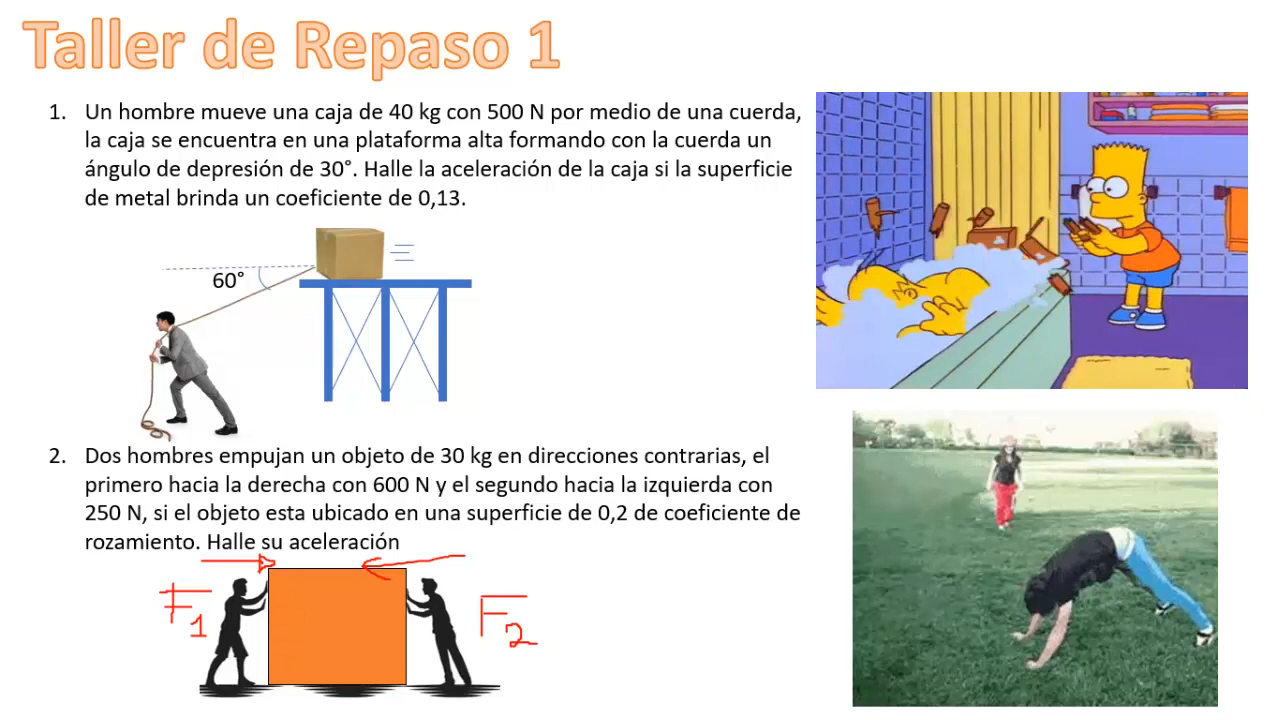 Taller de Repaso 1
1. Un hombre mueve una caja de 40 kg con 500 N por medio de una cuerda,
la caja se encuentra en una plataforma alta formando con la cuerda un
ángulo de depresión de 30°. Halle la aceleración de la caja si la superficie
de metal brinda un coeficiente de 0,13.
60°
2. Dos hombres empujan un objeto de 30 kg en direcciones contrarias, el
primero hacia la derecha con 600 N y el segundo hacia la izquierda con
250 N, si el objeto esta ubicado en una superficie de 0,2 de coeficiente de
rozamiento. Halle su aceleración
F1
F2